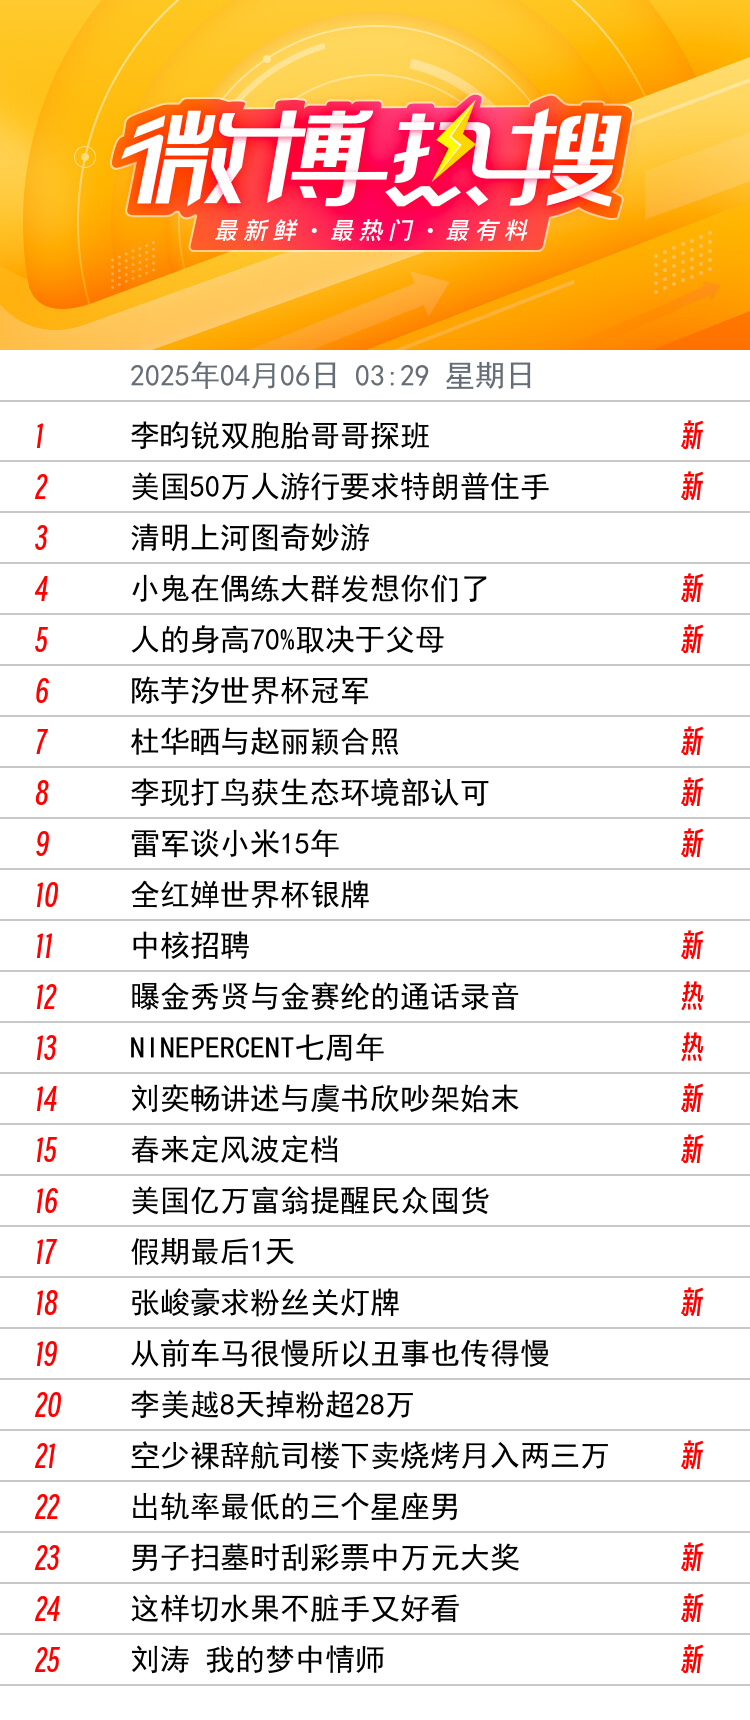 微博热搜
最新鲜·最热门·最有料
2025年04月06日 03:29 星期日
1 李昀锐双胞胎哥哥探班 新
2 美国50万人游行要求特朗普住手 新
3 清明上河图奇妙游
4 小鬼在偶练大群发想你们了 新
5 人的身高70%取决于父母 新
6 陈芋汐世界杯冠军
7 杜华晒与赵丽颖合照 新
8 李现打鸟获生态环境部认可 新
9 雷军谈小米15年 新
10 全红婵世界杯银牌
11 中核招聘 新
12 曝金秀贤与金赛纶的通话录音 热
13 NINEPERCENT七周年 热
14 刘奕畅讲述与虞书欣吵架始末 新
15 春来定风波定档 新
16 美国亿万富翁提醒民众囤货
17 假期最后1天
18 张峻豪求粉丝关灯牌 新
19 从前车马很慢所以丑事也传得慢
20 李美越8天掉粉超28万
21 空少裸辞航司楼下卖烧烤月入两三万 新
22 出轨率最低的三个星座男
23 男子扫墓时刮彩票中万元大奖 新
24 这样切水果不脏手又好看 新
25 刘涛 我的梦中情师 新